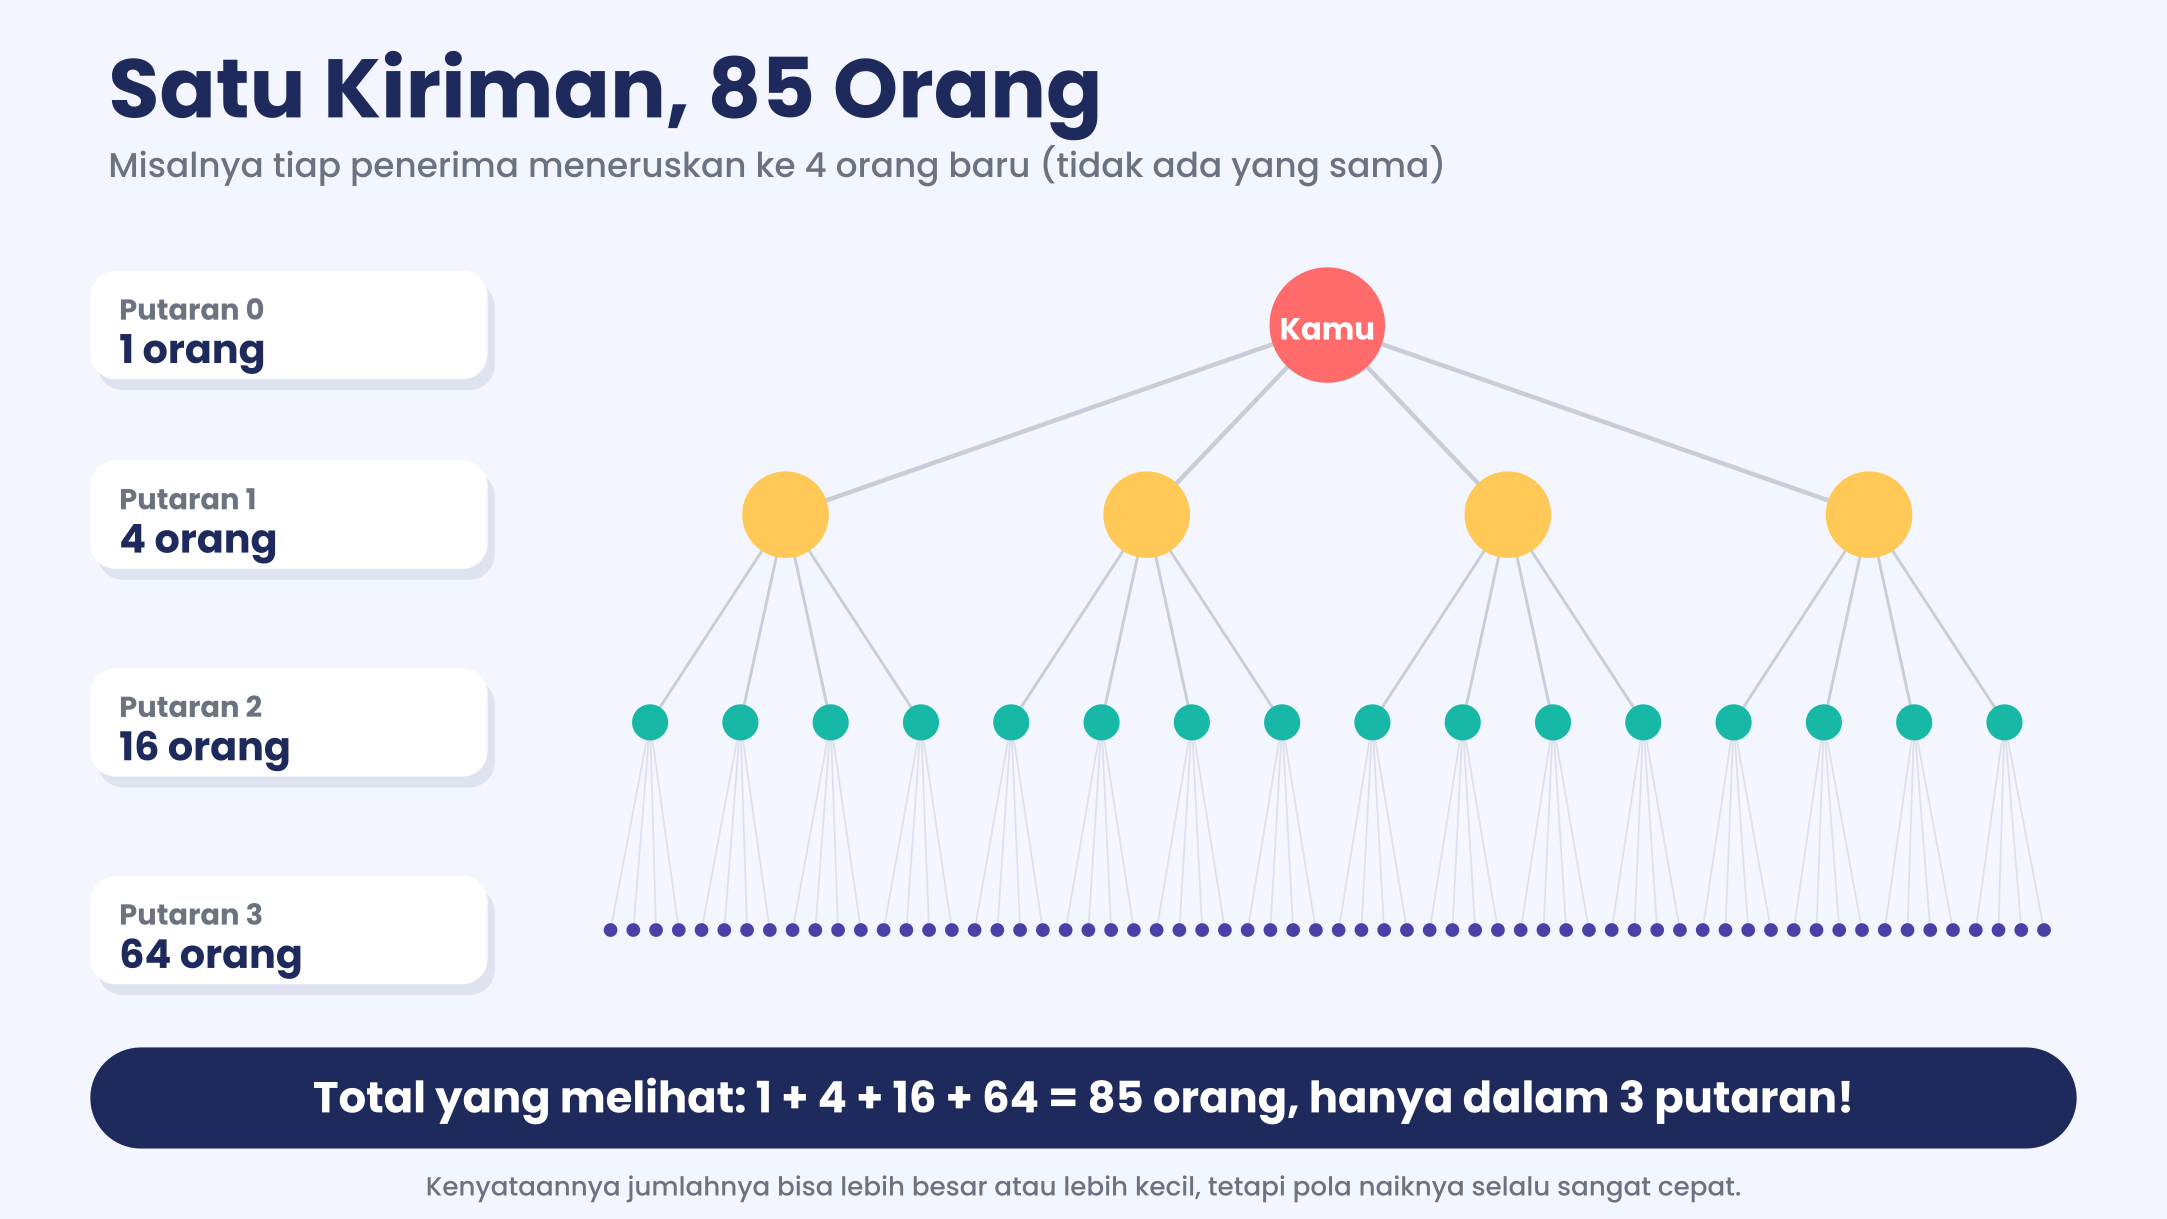 Satu Kiriman, 85 Orang
Misalnya tiap penerima meneruskan ke 4 orang baru (tidak ada yang sama)
Putaran 0
1 orang
Kamu
Putaran 1
4 orang
Putaran 2
16 orang
Putaran 3
64 orang
Total yang melihat: 1 + 4 + 16 + 64 = 85 orang, hanya dalam 3 putaran!
Kenyataannya jumlahnya bisa lebih besar atau lebih kecil, tetapi pola naiknya selalu sangat cepat.